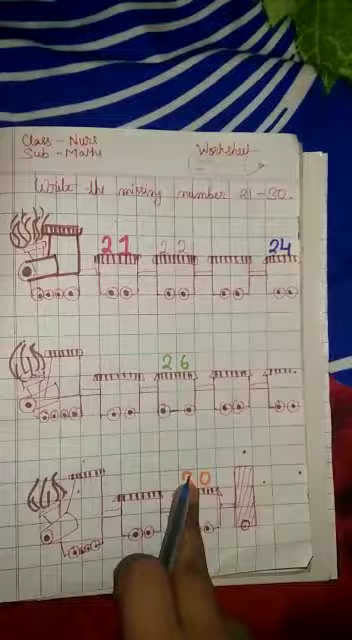 Class - Nurs
Sub - Maths
Worksheet
Write the missing number 21-30.
21 22 24
26
30